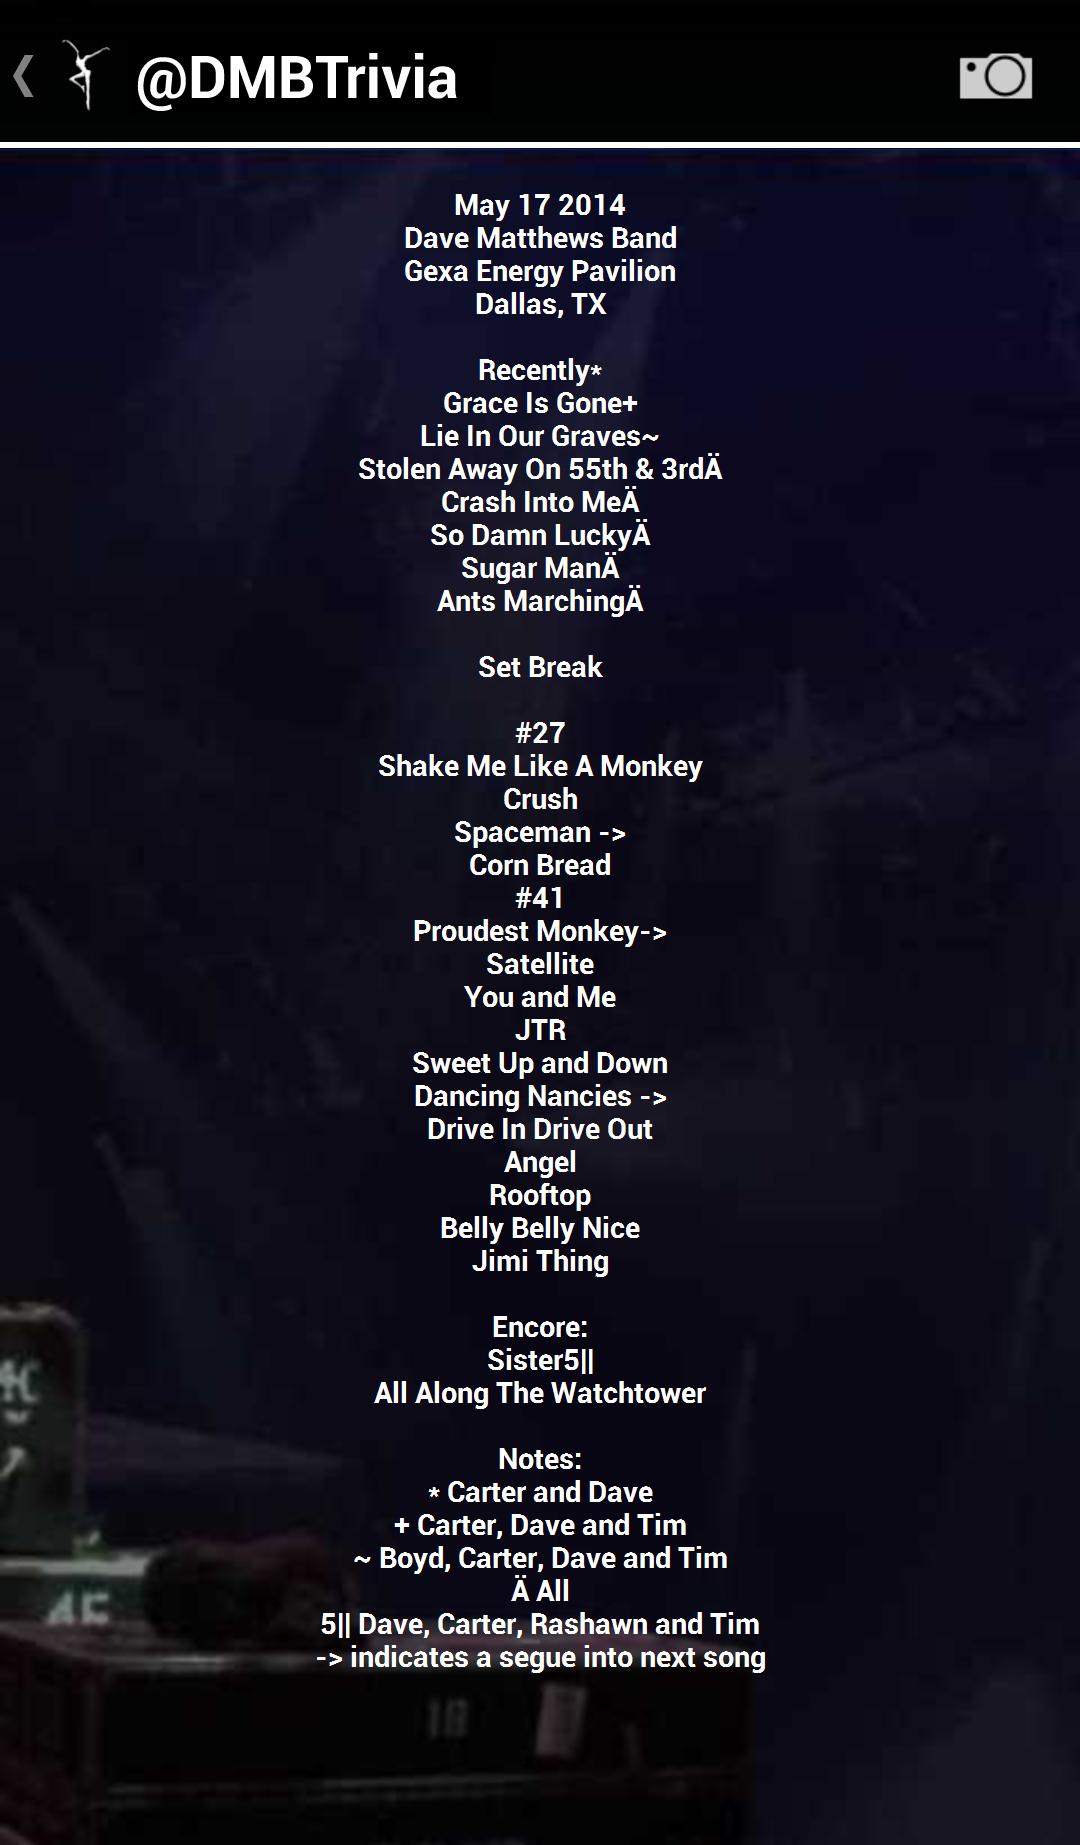 @DMBTrivia
May 17 2014
Dave Matthews Band
Gexa Energy Pavilion
Dallas, TX
Recently*
Grace Is Gone+
Lie In Our Graves~
Stolen Away On 55th & 3rdÄ
Crash Into MeÄ
So Damn LuckyÄ
Sugar ManÄ
Ants MarchingÄ
Set Break
#27
Shake Me Like A Monkey
Crush
Spaceman ->
Corn Bread
#41
Proudest Monkey->
Satellite
You and Me
JTR
Sweet Up and Down
Dancing Nancies ->
Drive In Drive Out
Angel
Rooftop
Belly Belly Nice
Jimi Thing
Encore:
Sister5||
All Along The Watchtower
Notes:
* Carter and Dave
+ Carter, Dave and Tim
~ Boyd, Carter, Dave and Tim
Ä All
5|| Dave, Carter, Rashawn and Tim
-> indicates a segue into next song